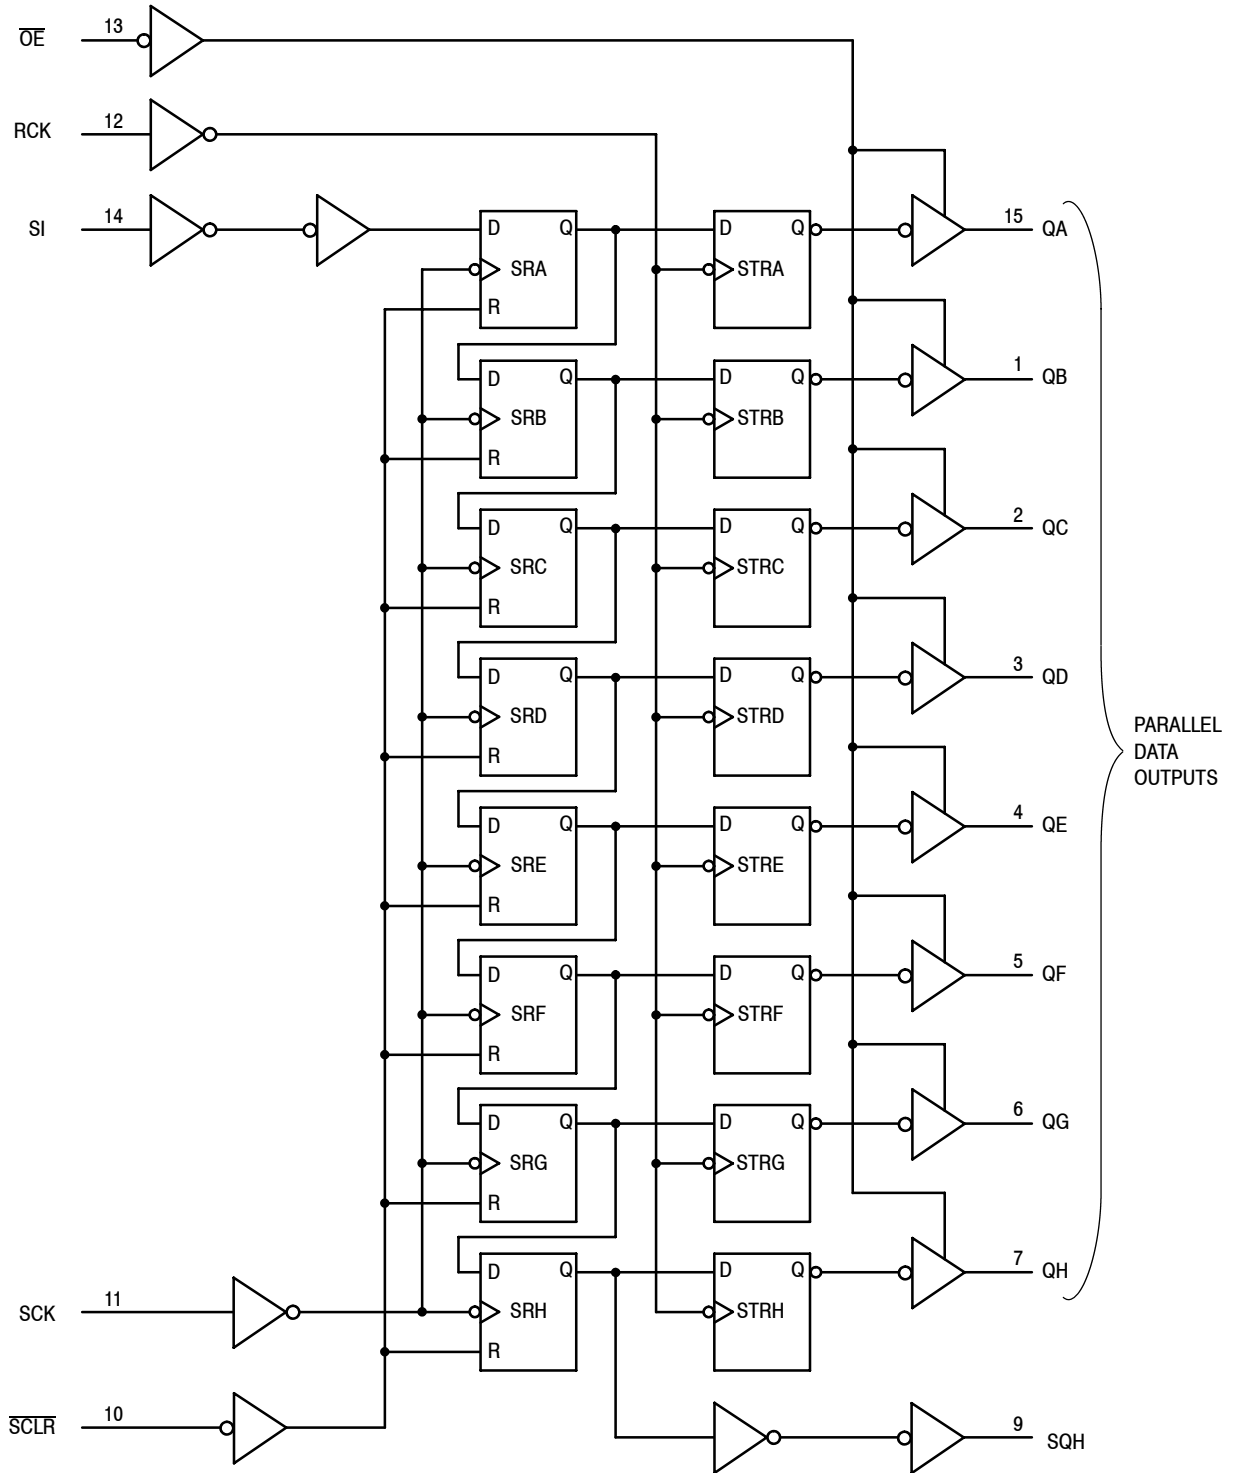 O̅E̅ 13
RCK 12
SI 14
D Q D Q 15 QA
SRA STRA
R
D Q D Q 1 QB
SRB STRB
R
D Q D Q 2 QC
SRC STRC
R
D Q D Q 3 QD
SRD STRD
R
PARALLEL
DATA
OUTPUTS
D Q D Q 4 QE
SRE STRE
R
D Q D Q 5 QF
SRF STRF
R
D Q D Q 6 QG
SRG STRG
R
D Q D Q 7 QH
SCK 11 SRH STRH
R
S̅C̅L̅R̅ 10
9 SQH